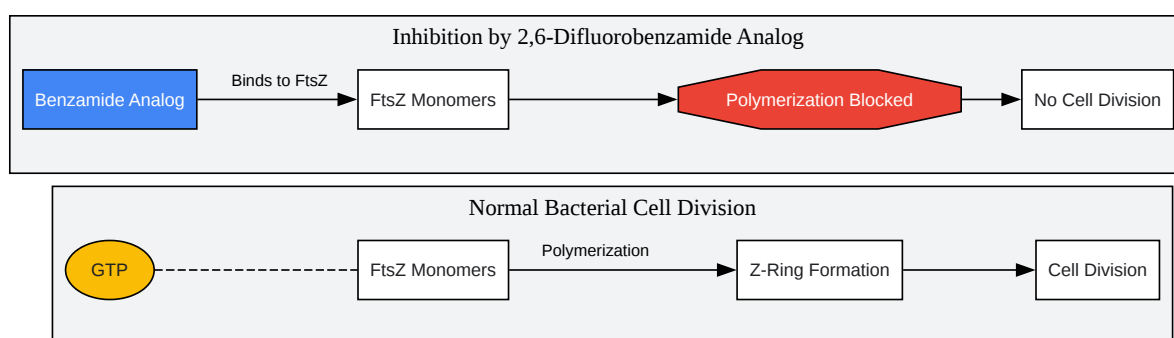 Inhibition by 2,6-Difluorobenzamide Analog
Benzamide Analog
Binds to FtsZ
FtsZ Monomers
Polymerization Blocked
No Cell Division
Normal Bacterial Cell Division
GTP
FtsZ Monomers
Polymerization
Z-Ring Formation
Cell Division